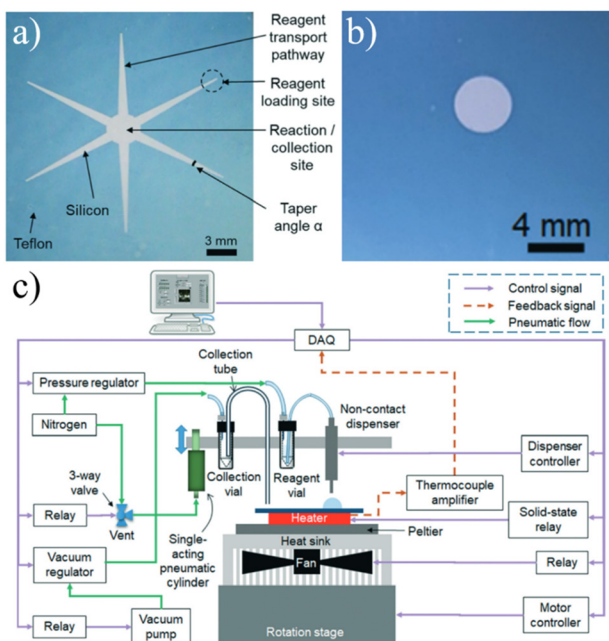 a)
Reagent
transport
pathway
Reagent
loading site
Reaction /
collection
site
Taper
angle α
Silicon
Teflon
3 mm
b)
4 mm
c)
Control signal
Feedback signal
Pneumatic flow
DAQ
Collection
tube
Pressure regulator
Nitrogen
Non-contact
dispenser
3-way
valve
Collection
vial
Reagent
vial
Dispenser
controller
Thermocouple
amplifier
Relay
Vent
Heater
Solid-state
relay
Peltier
Single-
acting
pneumatic
cylinder
Heat sink
Vacuum
regulator
Fan
Relay
Relay
Vacuum
pump
Rotation stage
Motor
controller